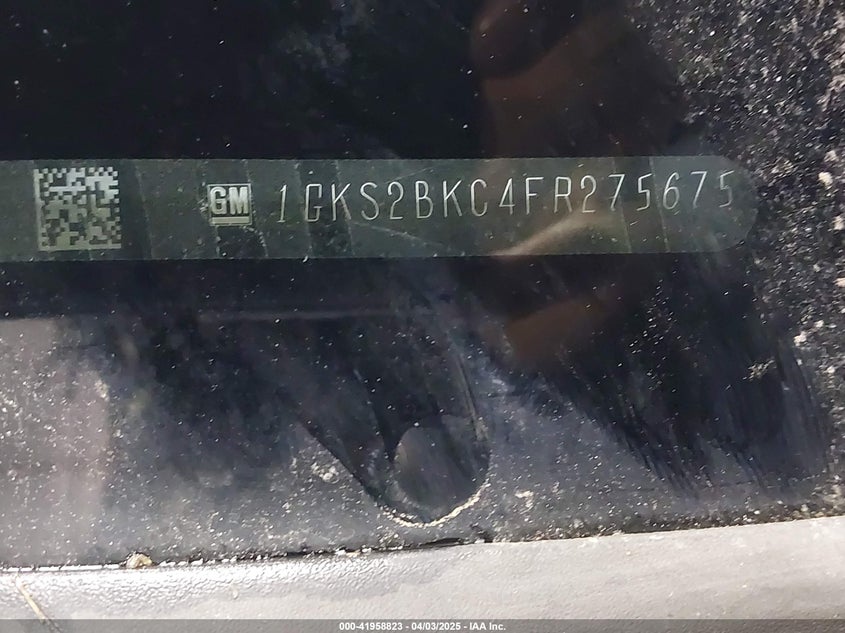 GM 1GKS2BKC4FR275675
000-41958823 - 04/03/2025 - IAA Inc.